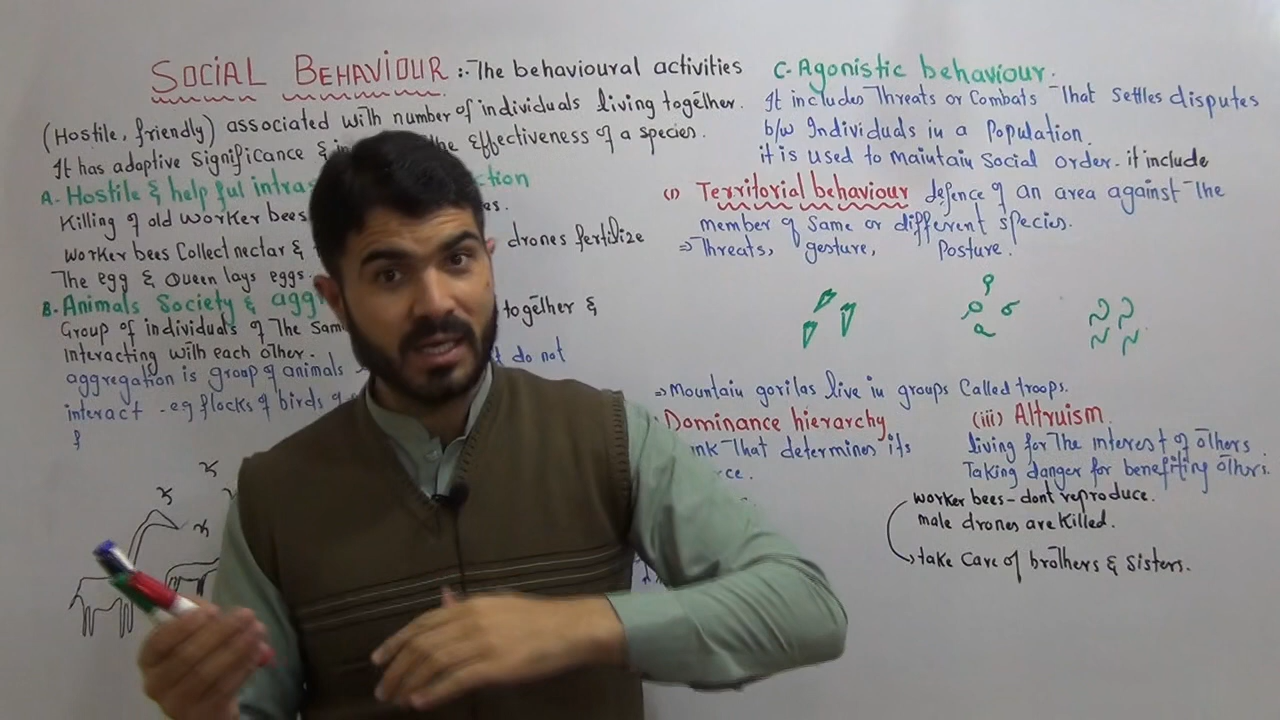 SOCIAL BEHAVIOUR :- The behavioural activities
(Hostile, friendly) associated with number of individuals living together.
It has adaptive significance & the effectiveness of a species.
A. Hostile & helpful
Killing of old worker bees
worker bees Collect nectar & drones fertilize
The egg & Queen lays eggs.
B. Animals Society & together &
Group of individuals of The
interacting with each other.
aggregation is group of animals do not
interact - eg flocks of birds
&
C- Agonistic behaviour.
It includes Threats or Combats That settles disputes
b/w Individuals in a Population.
it is used to maintain Social order. it include
(i) Territorial behaviour defence of an area against The
member of same or different species.
⇒ Threats, gesture, Posture.
⇒ Mountain gorilas live in groups Called troops.
Dominance hierarchy
That determines its
(iii) Altruism
living for The interest of others.
Taking danger for benefiting others.
worker bees - dont reproduce.
male drones are killed.
take care of brothers & sisters.